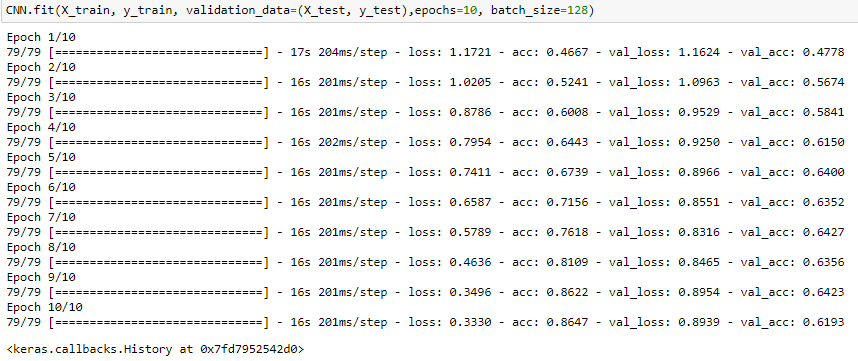 CNN.fit(X_train, y_train, validation_data=(X_test, y_test),epochs=10, batch_size=128)
Epoch 1/10
79/79 [==============================] - 17s 204ms/step - loss: 1.1721 - acc: 0.4667 - val_loss: 1.1624 - val_acc: 0.4778
Epoch 2/10
79/79 [==============================] - 16s 201ms/step - loss: 1.0205 - acc: 0.5241 - val_loss: 1.0963 - val_acc: 0.5674
Epoch 3/10
79/79 [==============================] - 16s 201ms/step - loss: 0.8786 - acc: 0.6008 - val_loss: 0.9529 - val_acc: 0.5841
Epoch 4/10
79/79 [==============================] - 16s 202ms/step - loss: 0.7954 - acc: 0.6443 - val_loss: 0.9250 - val_acc: 0.6150
Epoch 5/10
79/79 [==============================] - 16s 201ms/step - loss: 0.7411 - acc: 0.6739 - val_loss: 0.8966 - val_acc: 0.6400
Epoch 6/10
79/79 [==============================] - 16s 201ms/step - loss: 0.6587 - acc: 0.7156 - val_loss: 0.8551 - val_acc: 0.6352
Epoch 7/10
79/79 [==============================] - 16s 201ms/step - loss: 0.5789 - acc: 0.7618 - val_loss: 0.8316 - val_acc: 0.6427
Epoch 8/10
79/79 [==============================] - 16s 201ms/step - loss: 0.4636 - acc: 0.8109 - val_loss: 0.8465 - val_acc: 0.6356
Epoch 9/10
79/79 [==============================] - 16s 201ms/step - loss: 0.3496 - acc: 0.8622 - val_loss: 0.8954 - val_acc: 0.6423
Epoch 10/10
79/79 [==============================] - 16s 201ms/step - loss: 0.3330 - acc: 0.8647 - val_loss: 0.8939 - val_acc: 0.6193
<keras.callbacks.History at 0x7fd7952542d0>